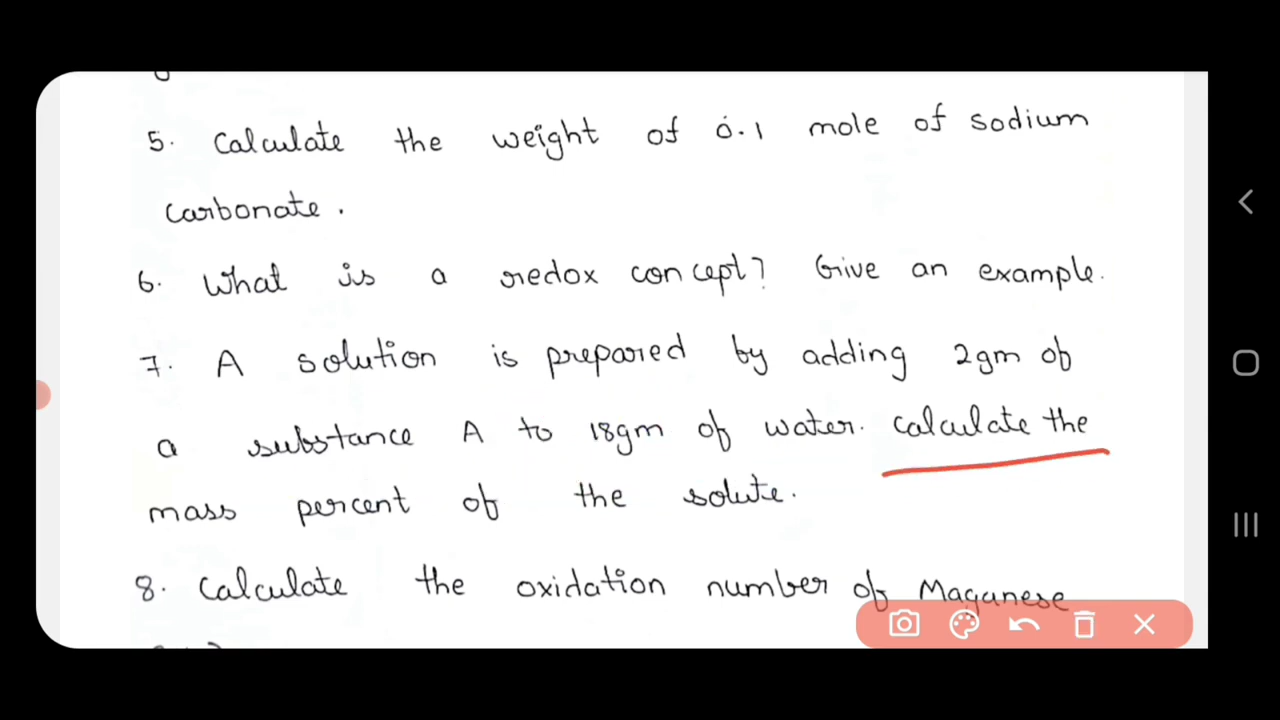 5. Calculate the weight of 0.1 mole of sodium
carbonate.
6. What is a redox concept? Give an example.
7. A solution is prepared by adding 2gm of
a substance A to 18gm of water. Calculate the
mass percent of the solute.
8. Calculate the oxidation number of Maganese